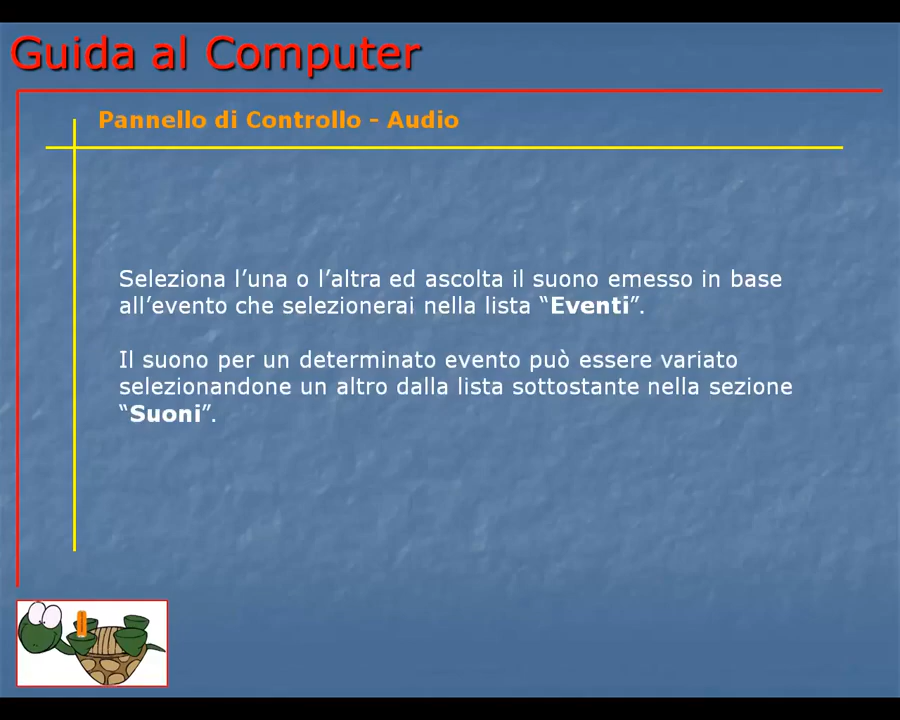 Guida al Computer
Pannello di Controllo - Audio
Seleziona l’una o l’altra ed ascolta il suono emesso in base
all’evento che selezionerai nella lista “Eventi”.
Il suono per un determinato evento può essere variato
selezionandone un altro dalla lista sottostante nella sezione
“Suoni”.